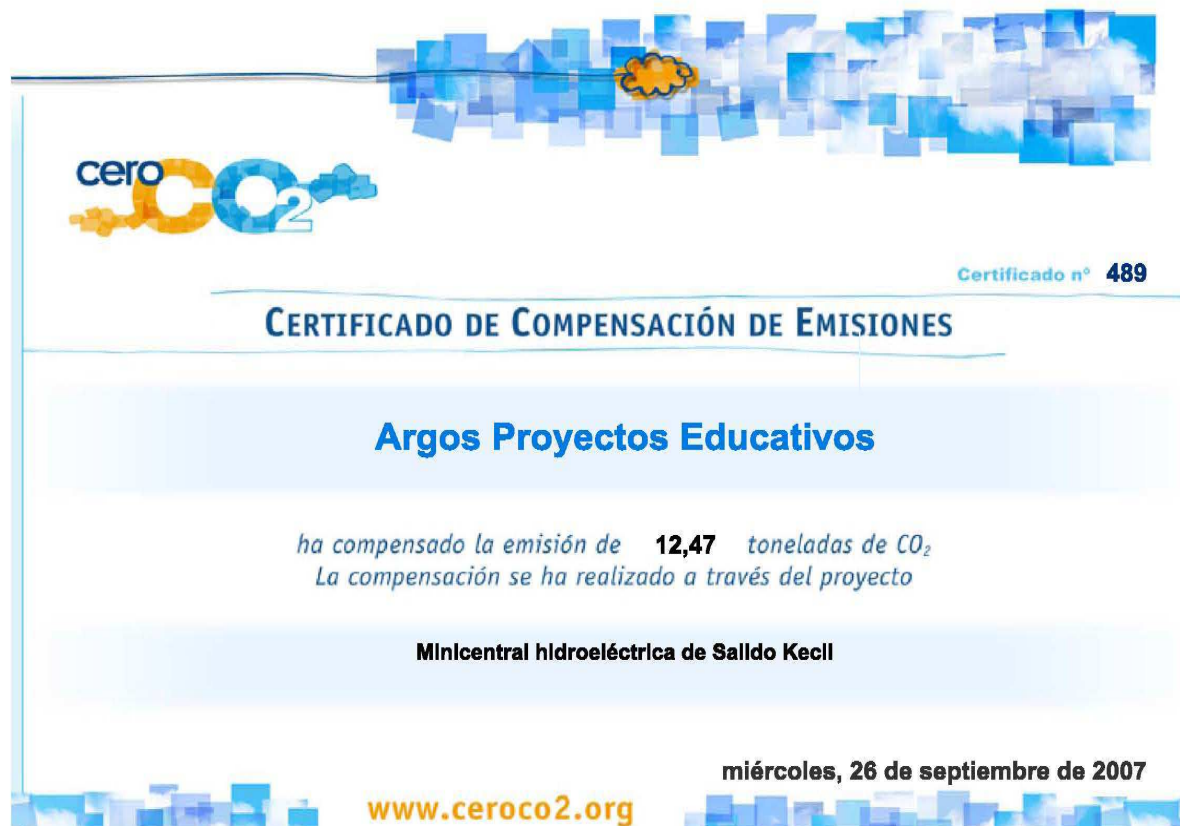 cero
CO2
Certificado nº 489
CERTIFICADO DE COMPENSACIÓN DE EMISIONES
Argos Proyectos Educativos
ha compensado la emisión de 12,47 toneladas de CO₂
La compensación se ha realizado a través del proyecto
Minicentral hidroeléctrica de Salido Kecil
miércoles, 26 de septiembre de 2007
www.ceroco2.org